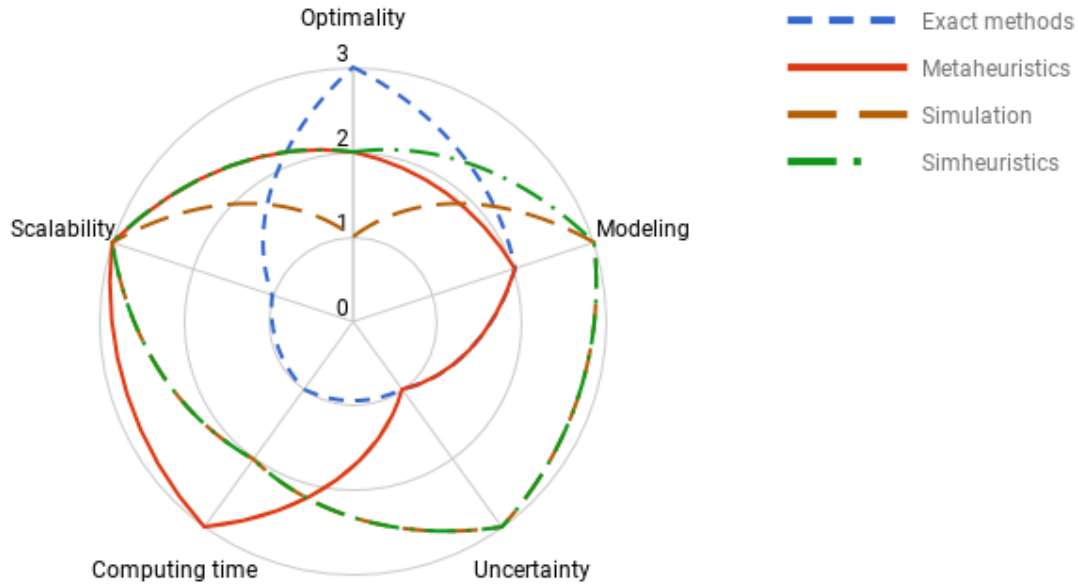 Optimality
3
2
1
0
Scalability
Modeling
Computing time
Uncertainty
Exact methods
Metaheuristics
Simulation
Simheuristics